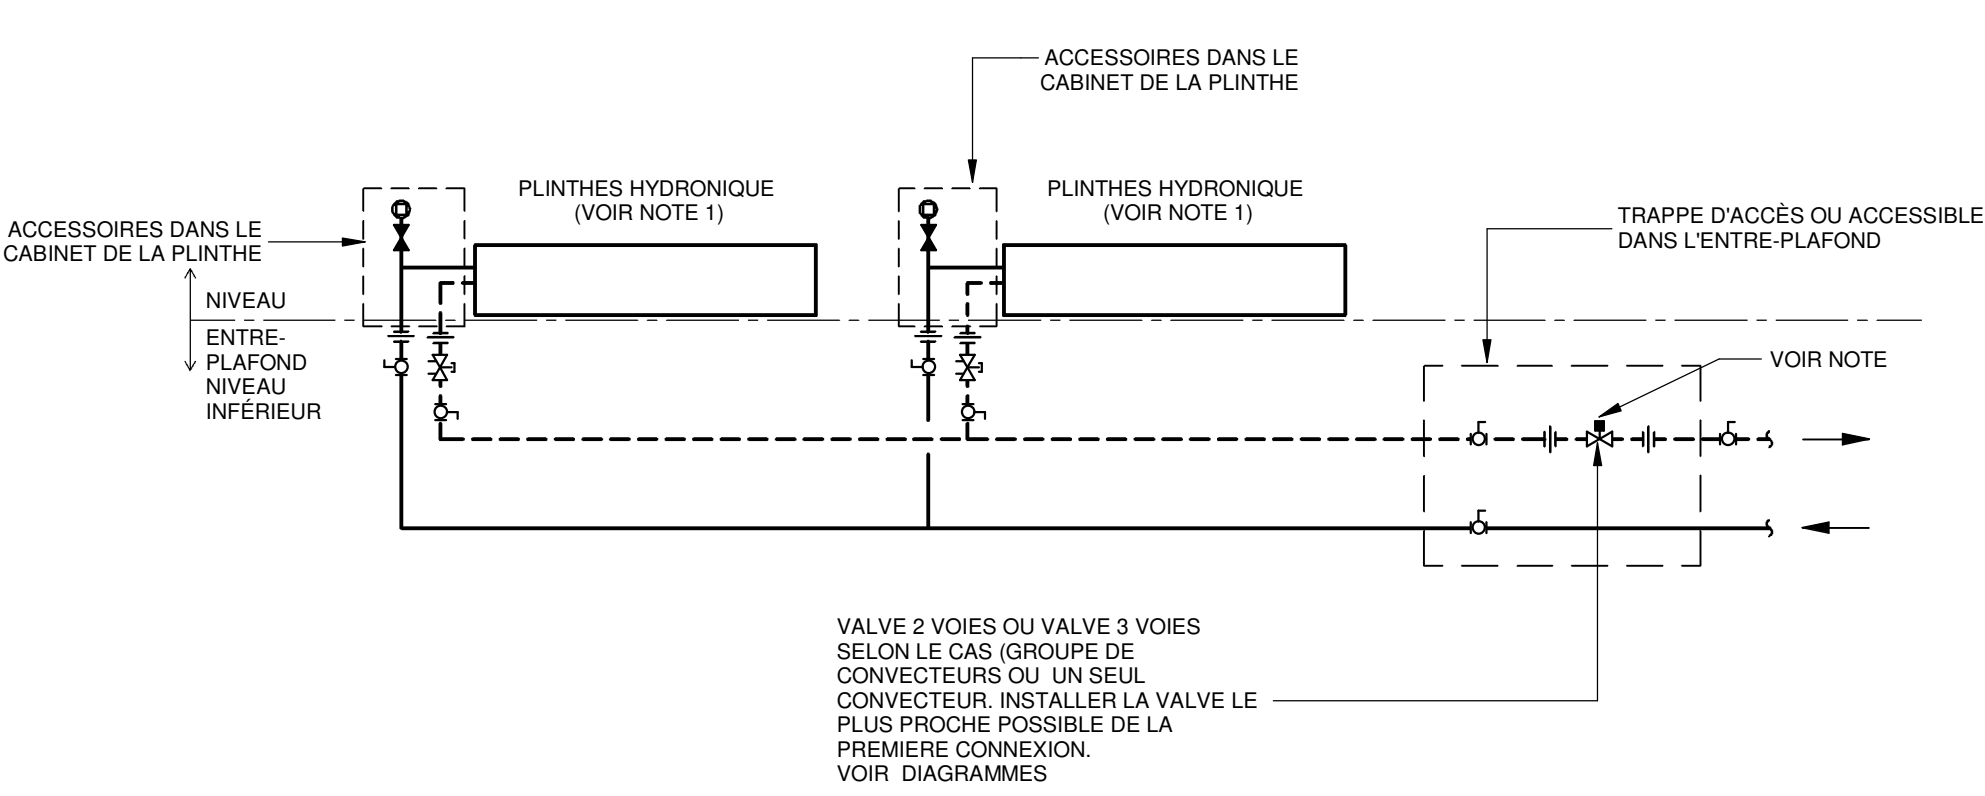 ACCESSOIRES DANS LE
CABINET DE LA PLINTHE
PLINTHES HYDRONIQUE
(VOIR NOTE 1)
PLINTHES HYDRONIQUE
(VOIR NOTE 1)
ACCESSOIRES DANS LE
CABINET DE LA PLINTHE
TRAPPE D'ACCÈS OU ACCESSIBLE
DANS L'ENTRE-PLAFOND
NIVEAU
ENTRE-
PLAFOND
NIVEAU
INFÉRIEUR
VOIR NOTE
VALVE 2 VOIES OU VALVE 3 VOIES
SELON LE CAS (GROUPE DE
CONVECTEURS OU  UN SEUL
CONVECTEUR. INSTALLER LA VALVE LE
PLUS PROCHE POSSIBLE DE LA
PREMIERE CONNEXION.
VOIR  DIAGRAMMES